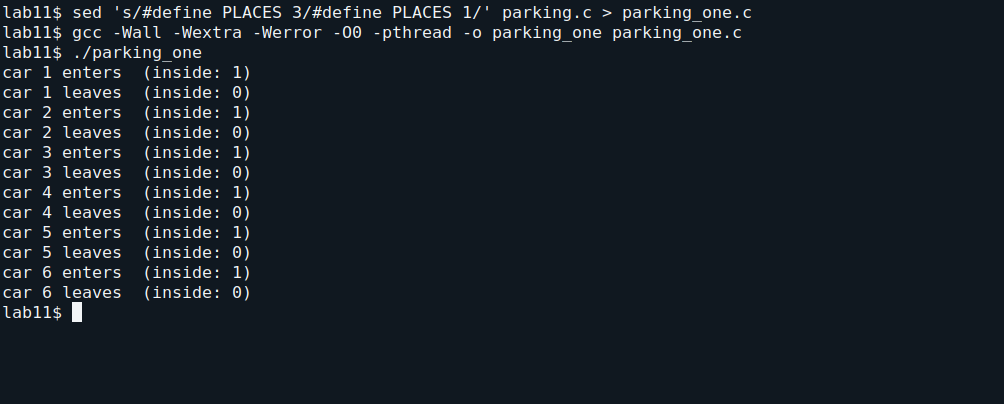 lab11$ sed 's/#define PLACES 3/#define PLACES 1/' parking.c > parking_one.c
lab11$ gcc -Wall -Wextra -Werror -O0 -pthread -o parking_one parking_one.c
lab11$ ./parking_one
car 1 enters  (inside: 1)
car 1 leaves  (inside: 0)
car 2 enters  (inside: 1)
car 2 leaves  (inside: 0)
car 3 enters  (inside: 1)
car 3 leaves  (inside: 0)
car 4 enters  (inside: 1)
car 4 leaves  (inside: 0)
car 5 enters  (inside: 1)
car 5 leaves  (inside: 0)
car 6 enters  (inside: 1)
car 6 leaves  (inside: 0)
lab11$